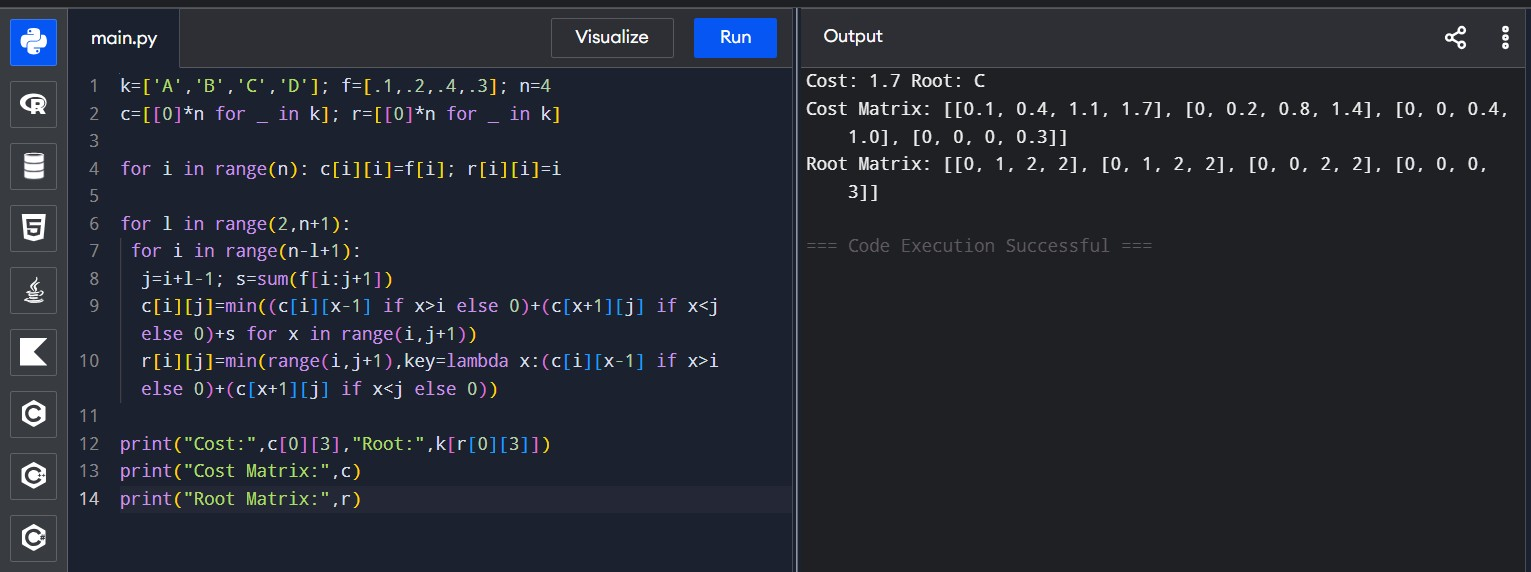 main.py
Visualize
Run
Output
1 k=['A','B','C','D']; f=[.1,.2,.4,.3]; n=4
2 c=[[0]*n for _ in k]; r=[[0]*n for _ in k]
3
4 for i in range(n): c[i][i]=f[i]; r[i][i]=i
5
6 for l in range(2,n+1):
7  for i in range(n-l+1):
8   j=i+l-1; s=sum(f[i:j+1])
9   c[i][j]=min((c[i][x-1] if x>i else 0)+(c[x+1][j] if x<j
else 0)+s for x in range(i,j+1))
10   r[i][j]=min(range(i,j+1),key=lambda x:(c[i][x-1] if x>i
else 0)+(c[x+1][j] if x<j else 0))
11
12 print("Cost:",c[0][3],"Root:",k[r[0][3]])
13 print("Cost Matrix:",c)
14 print("Root Matrix:",r)
Cost: 1.7 Root: C
Cost Matrix: [[0.1, 0.4, 1.1, 1.7], [0, 0.2, 0.8, 1.4], [0, 0, 0.4,
1.0], [0, 0, 0, 0.3]]
Root Matrix: [[0, 1, 2, 2], [0, 1, 2, 2], [0, 0, 2, 2], [0, 0, 0,
3]]
=== Code Execution Successful ===